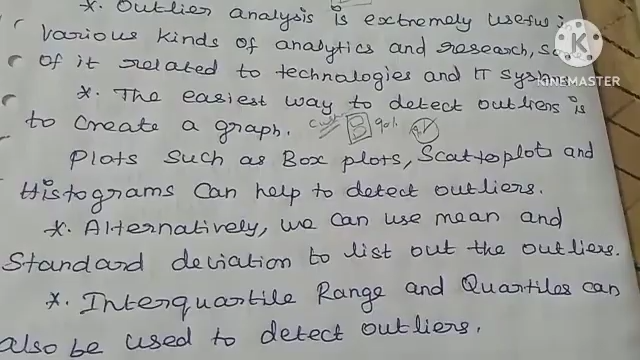 *. Outlier analysis is extremely useful
various kinds of analytics and research,
of it related to technologies and IT
*. The easiest way to detect outliers is
to create a graph.
Plots such as Box plots, Scatterplots and
Histograms can help to detect outliers.
*. Alternatively, we can use mean and
Standard deviation to list out the outliers.
*. Interquartile Range and Quartiles can
also be used to detect outliers.
KINEMASTER